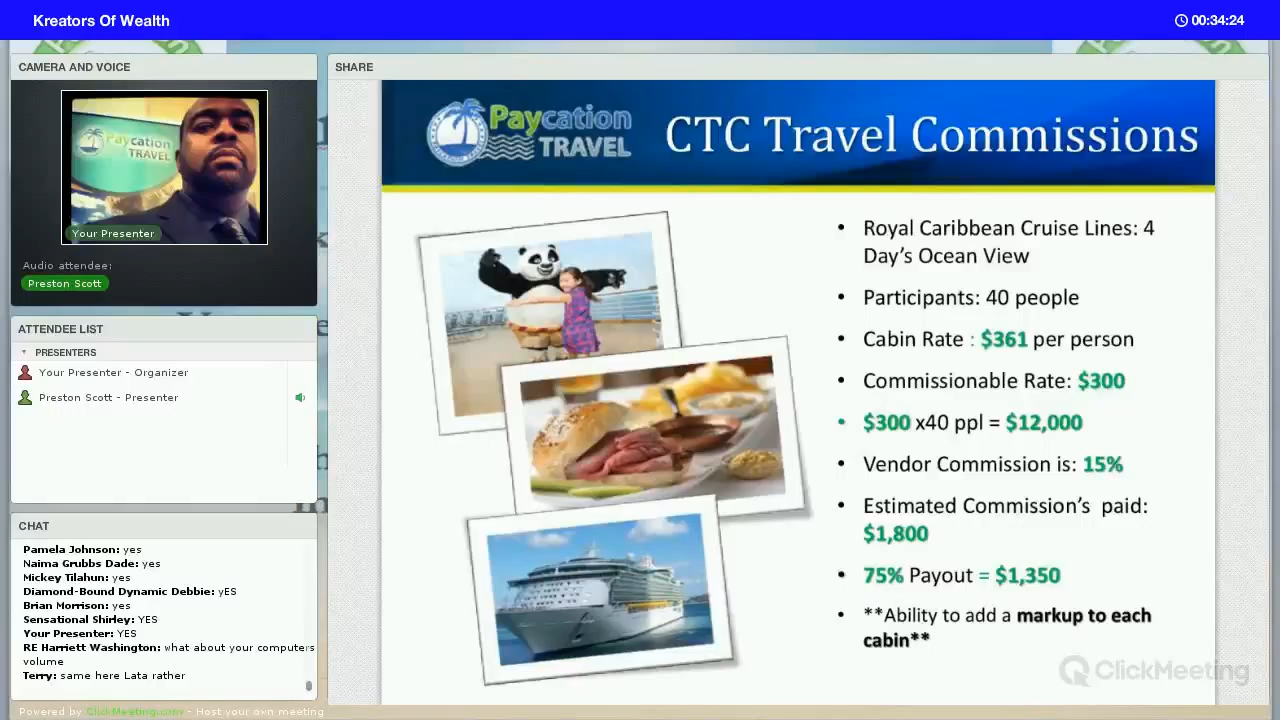 Kreators Of Wealth
00:34:24
CAMERA AND VOICE
Paycation
TRAVEL
Your Presenter
Audio attendee:
Preston Scott
ATTENDEE LIST
PRESENTERS
Your Presenter - Organizer
Preston Scott - Presenter
CHAT
Pamela Johnson: yes
Naima Grubbs Dade: yes
Mickey Tilahun: yes
Diamond-Bound Dynamic Debbie: yES
Brian Morrison: yes
Sensational Shirley: YES
Your Presenter: YES
RE Harriett Washington: what about your computers
volume
Terry: same here Lata rather
Powered by ClickMeeting.com - Host your own meeting
SHARE
Paycation
TRAVEL
CTC Travel Commissions
• Royal Caribbean Cruise Lines: 4
Day's Ocean View
• Participants: 40 people
• Cabin Rate : $361 per person
• Commissionable Rate: $300
• $300 x40 ppl = $12,000
• Vendor Commission is: 15%
• Estimated Commission's paid:
$1,800
• 75% Payout = $1,350
• **Ability to add a markup to each
cabin**
ClickMeeting